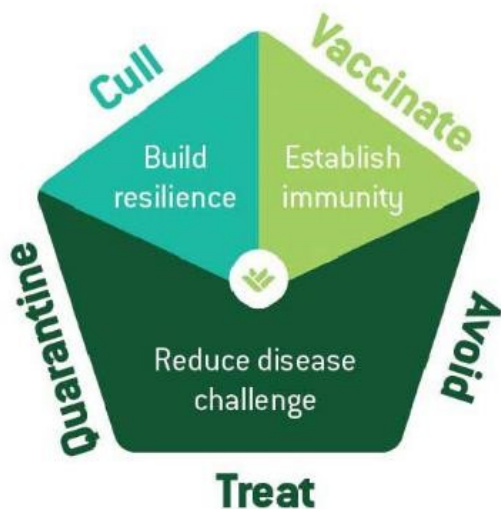 Cull
Vaccinate
Build
resilience
Establish
immunity
Quarantine
Avoid
Reduce disease
challenge
Treat